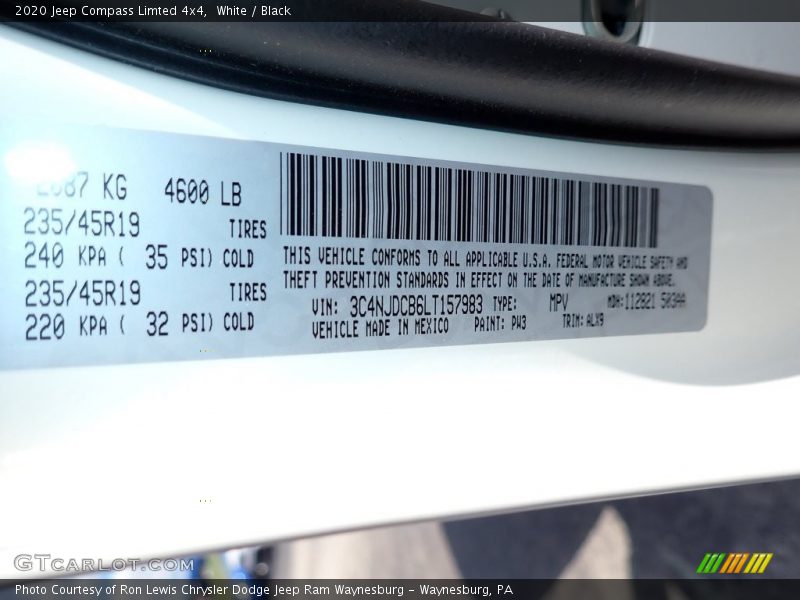 2020 Jeep Compass Limted 4x4, White / Black
KG 4600 LB
235/45R19 TIRES
240 KPA ( 35 PSI) COLD
235/45R19 TIRES
220 KPA ( 32 PSI) COLD
THIS VEHICLE CONFORMS TO ALL APPLICABLE U.S.A. FEDERAL MOTOR VEHICLE SAFETY AND
THEFT PREVENTION STANDARDS IN EFFECT ON THE DATE OF MANUFACTURE SHOWN ABOVE.
VIN: 3C4NJDCB6LT157983 TYPE: MPV MDH:112821 503AA
VEHICLE MADE IN MEXICO PAINT: PW3 TRIM: ALX9
GTCarLot.com
Photo Courtesy of Ron Lewis Chrysler Dodge Jeep Ram Waynesburg - Waynesburg, PA